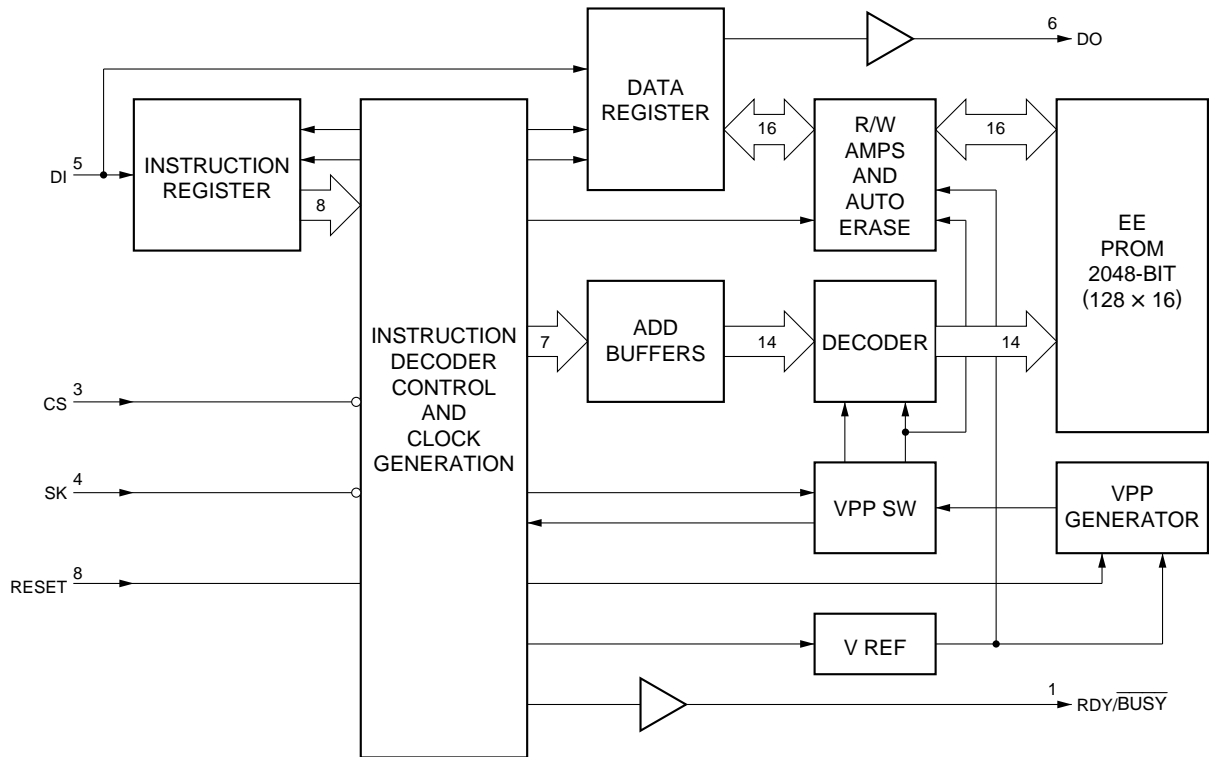 6
DO
DATA
REGISTER
5
DI
INSTRUCTION
REGISTER
8
16
R/W
AMPS
AND
AUTO
ERASE
16
EE
PROM
2048-BIT
(128 × 16)
INSTRUCTION
DECODER
CONTROL
AND
CLOCK
GENERATION
7
ADD
BUFFERS
14
DECODER
14
3
CS
4
SK
VPP SW
VPP
GENERATOR
8
RESET
V REF
1
RDY/BUSY